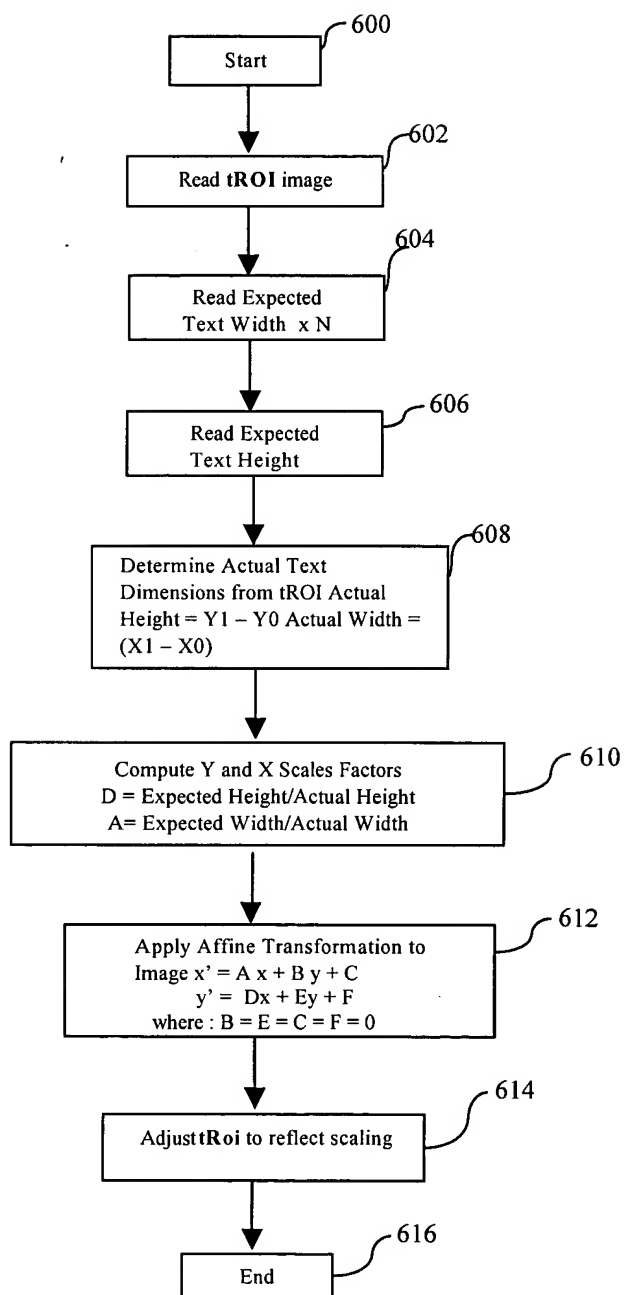 600
Start
602
Read tROI image
604
Read Expected
Text Width x N
606
Read Expected
Text Height
608
Determine Actual Text
Dimensions from tROI Actual
Height = Y1 – Y0 Actual Width =
(X1 – X0)
610
Compute Y and X Scales Factors
D = Expected Height/Actual Height
A= Expected Width/Actual Width
612
Apply Affine Transformation to
Image x’ = A x + B y + C
y’ = Dx + Ey + F
where : B = E = C = F = 0
614
Adjust tRoi to reflect scaling
616
End